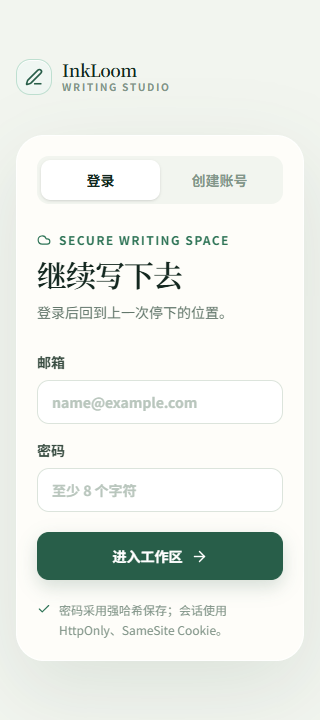 InkLoom
WRITING STUDIO
登录
创建账号
SECURE WRITING SPACE
继续写下去
登录后回到上一次停下的位置。
邮箱
name@example.com
密码
至少 8 个字符
进入工作区
密码采用强哈希保存；会话使用
HttpOnly、SameSite Cookie。